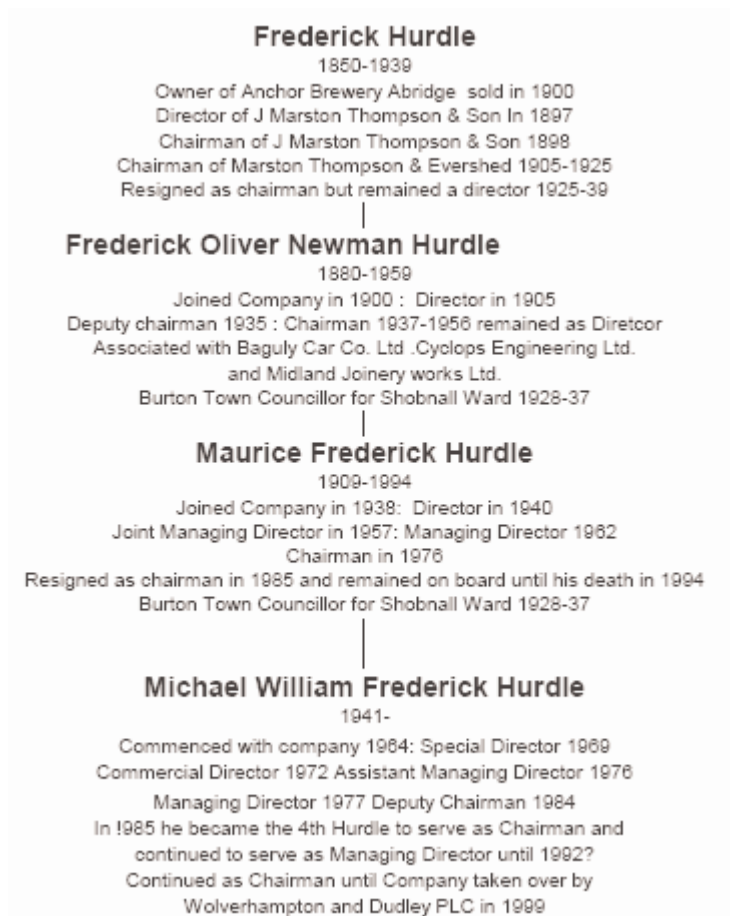 Frederick Hurdle
1850-1939
Owner of Anchor Brewery Abridge sold in 1900
Director of J Marston Thompson & Son In 1897
Chairman of J Marston Thompson & Son 1898
Chairman of Marston Thompson & Evershed 1905-1925
Resigned as chairman but remained a director 1925-39
Frederick Oliver Newman Hurdle
1880-1959
Joined Company in 1900 : Director in 1905
Deputy chairman 1935 : Chairman 1937-1956 remained as Diretcor
Associated with Baguly Car Co. Ltd .Cyclops Engineering Ltd.
and Midland Joinery works Ltd.
Burton Town Councillor for Shobnall Ward 1928-37
Maurice Frederick Hurdle
1909-1994
Joined Company in 1938: Director in 1940
Joint Managing Director in 1957: Managing Director 1962
Chairman in 1976
Resigned as chairman in 1985 and remained on board until his death in 1994
Burton Town Councillor for Shobnall Ward 1928-37
Michael William Frederick Hurdle
1941-
Commenced with company 1964: Special Director 1969
Commercial Director 1972 Assistant Managing Director 1976
Managing Director 1977 Deputy Chairman 1984
In !985 he became the 4th Hurdle to serve as Chairman and
continued to serve as Managing Director until 1992?
Continued as Chairman until Company taken over by
Wolverhampton and Dudley PLC in 1999